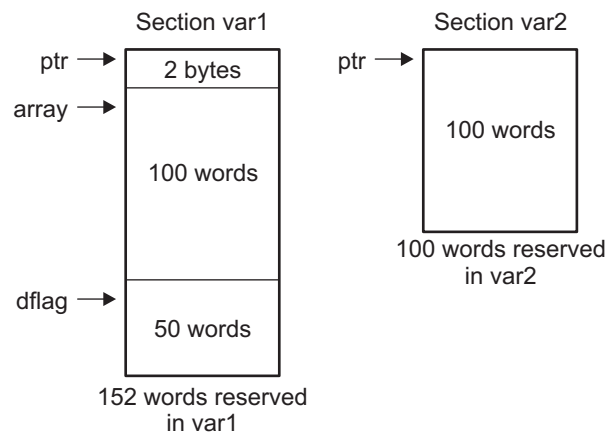 Section var1
ptr
2 bytes
array
100 words
dflag
50 words
152 words reserved
in var1
Section var2
ptr
100 words
100 words reserved
in var2